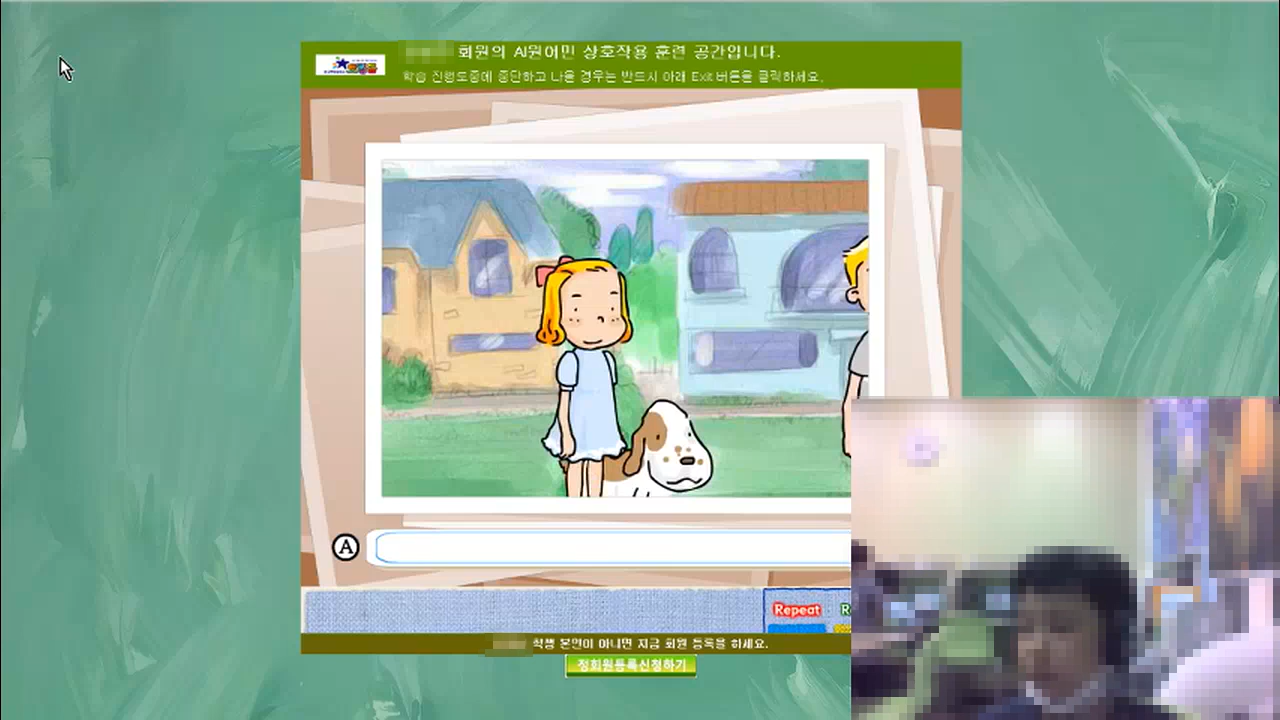 회원의 AI원어민 상호작용 훈련 공간입니다.
학습 진행도중에 중단하고 나올 경우는 반드시 아래 Exit 버튼을 클릭하세요.
A
Repeat
학생 본인이 아니면 지금 회원 등록을 하세요.
정회원등록신청하기